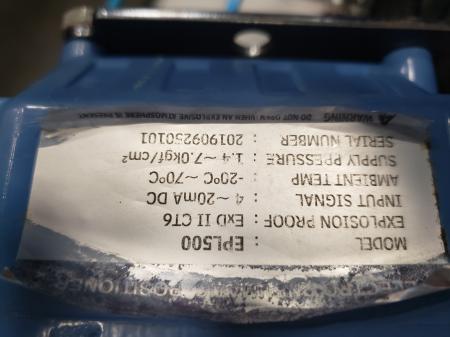 MODEL : EPL500
EXPLOSION PROOF : ExD II CT6
INPUT SIGNAL : 4 ~ 20mA DC
AMBIENT TEMP : -20°C ~ 70°C
SUPPLY PRESSURE : 1.4 ~ 7.0kgf/cm²
SERIAL NUMBER : 201909250101
WARNING DO NOT OPEN WHEN AN EXPLOSIVE ATMOSPHERE IS PRESENT